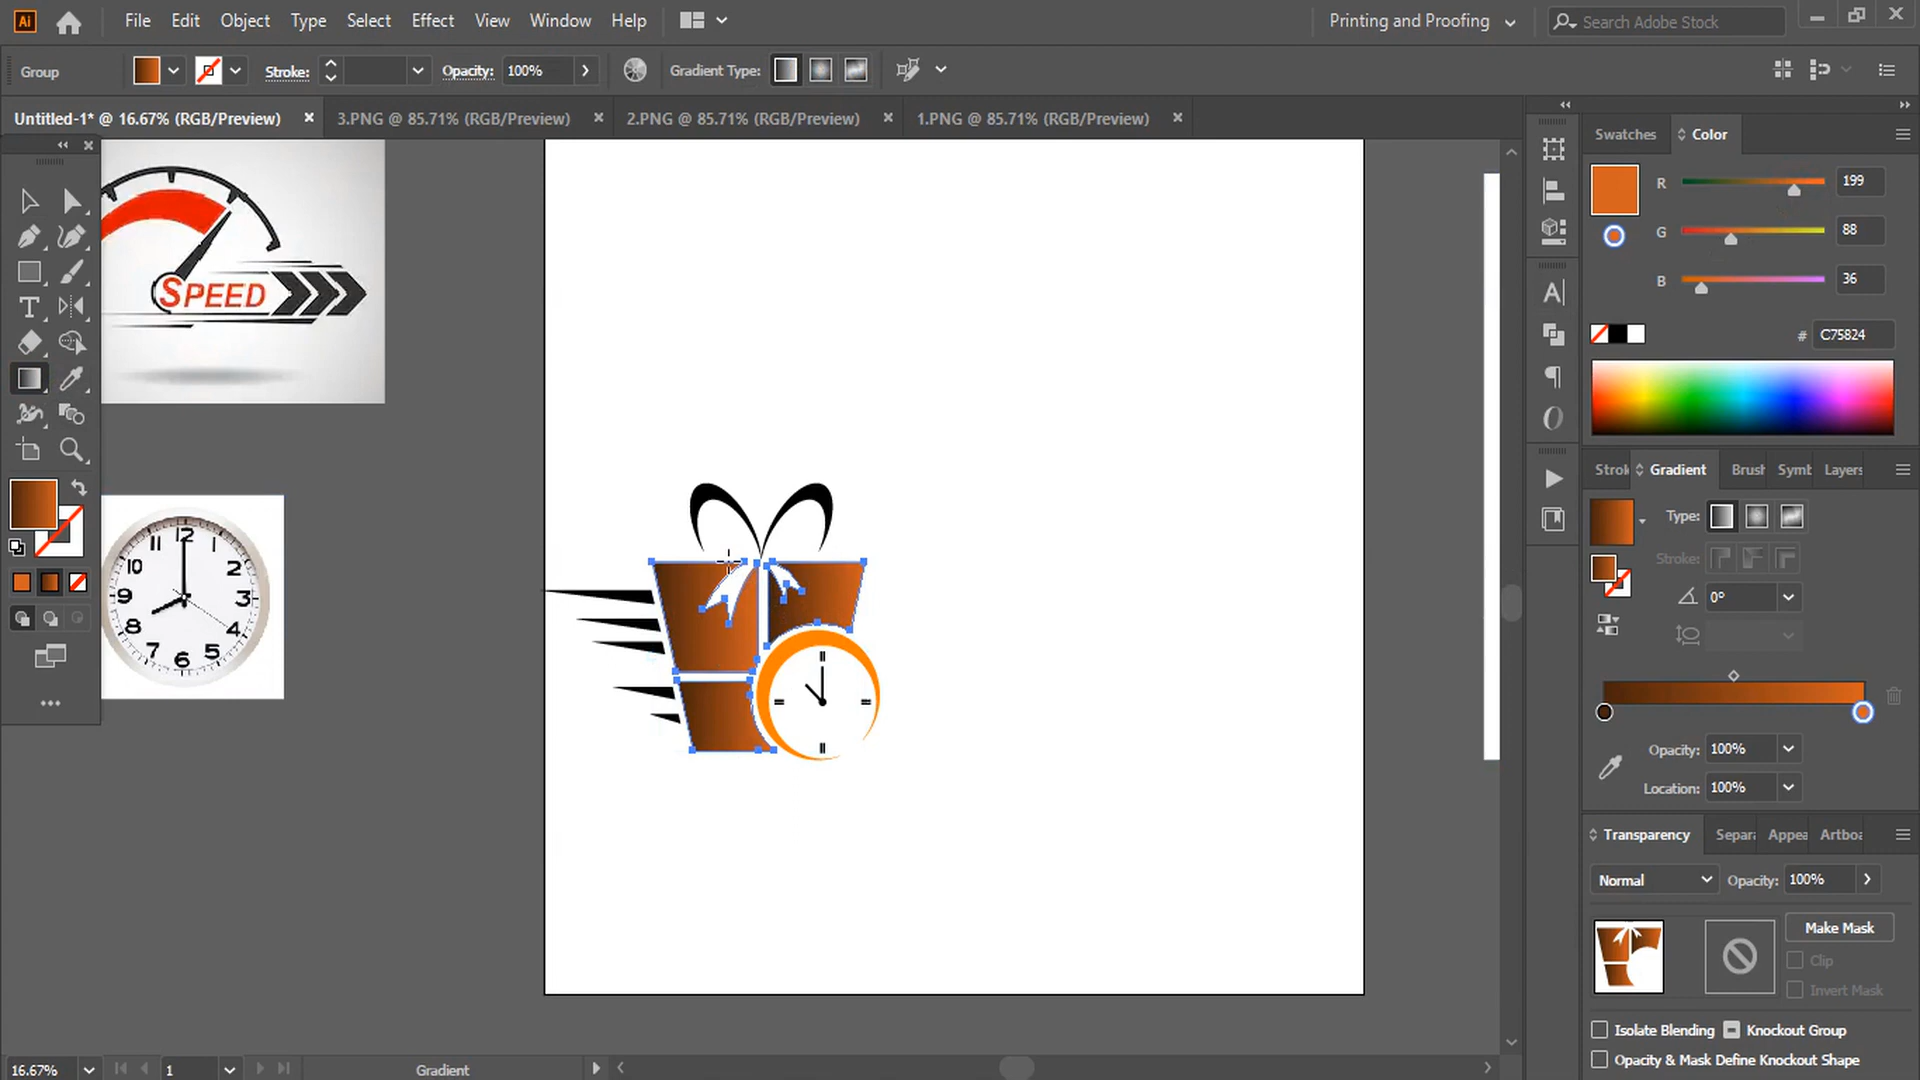 Ai File Edit Object Type Select Effect View Window Help Printing and Proofing Search Adobe Stock
Group Stroke: Opacity: 100% Gradient Type:
Untitled-1* @ 16.67% (RGB/Preview) × 3.PNG @ 85.71% (RGB/Preview) × 2.PNG @ 85.71% (RGB/Preview) × 1.PNG @ 85.71% (RGB/Preview) ×
Swatches Color
R 199
G 88
B 36
# C75824
SPEED
Strok Gradient Brush Symt Layers
Type:
Stroke:
0°
Opacity: 100%
Location: 100%
12
11 1
10 2
9 3
8 4
7 5
6
Transparency Separ Appea Artboa
Normal Opacity: 100%
Make Mask
Clip
Invert Mask
Isolate Blending Knockout Group
Opacity & Mask Define Knockout Shape
16.67% 1 Gradient